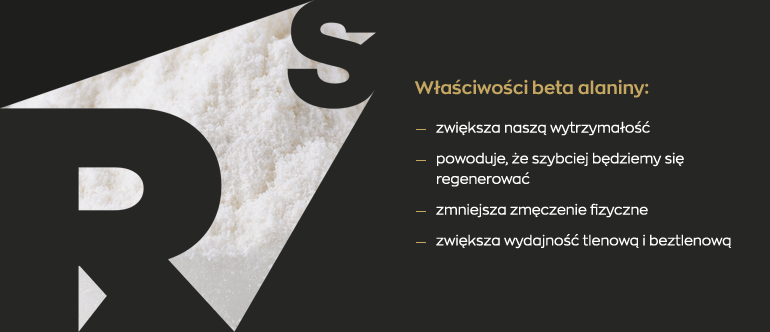 R
S
Właściwości beta alaniny:
— zwiększa naszą wytrzymałość
— powoduje, że szybciej będziemy się
regenerować
— zmniejsza zmęczenie fizyczne
— zwiększa wydajność tlenową i beztlenową